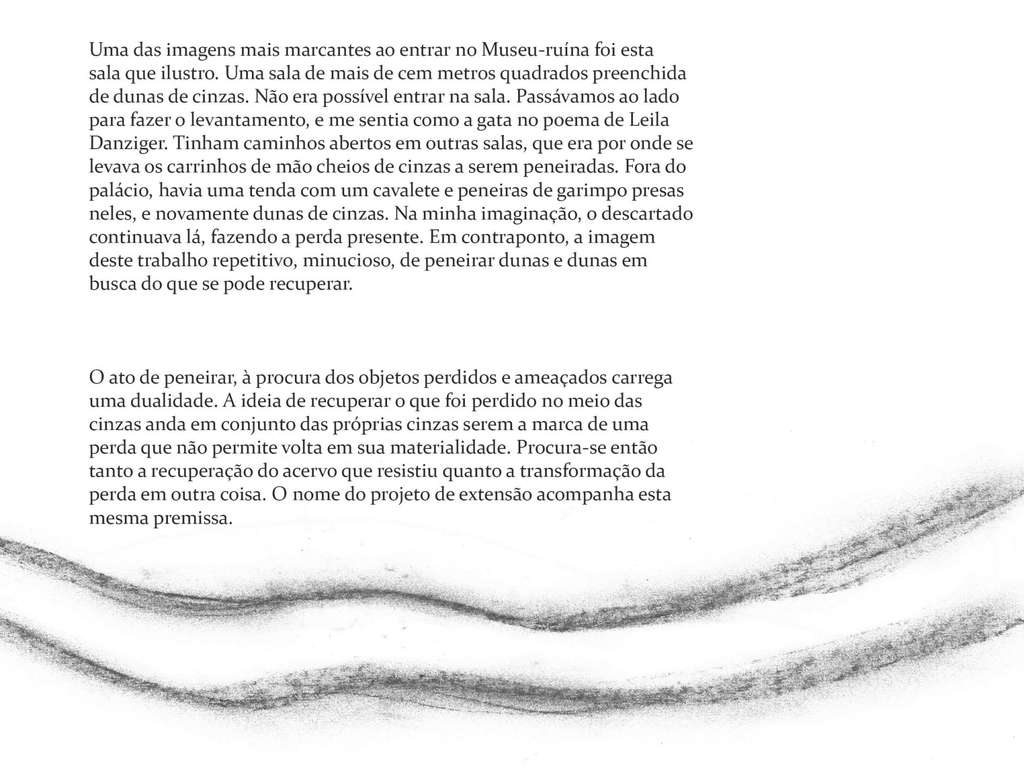 Uma das imagens mais marcantes ao entrar no Museu-ruína foi esta
sala que ilustro. Uma sala de mais de cem metros quadrados preenchida
de dunas de cinzas. Não era possível entrar na sala. Passávamos ao lado
para fazer o levantamento, e me sentia como a gata no poema de Leila
Danziger. Tinham caminhos abertos em outras salas, que era por onde se
levava os carrinhos de mão cheios de cinzas a serem peneiradas. Fora do
palácio, havia uma tenda com um cavalete e peneiras de garimpo presas
neles, e novamente dunas de cinzas. Na minha imaginação, o descartado
continuava lá, fazendo a perda presente. Em contraponto, a imagem
deste trabalho repetitivo, minucioso, de peneirar dunas e dunas em
busca do que se pode recuperar.
O ato de peneirar, à procura dos objetos perdidos e ameaçados carrega
uma dualidade. A ideia de recuperar o que foi perdido no meio das
cinzas anda em conjunto das próprias cinzas serem a marca de uma
perda que não permite volta em sua materialidade. Procura-se então
tanto a recuperação do acervo que resistiu quanto a transformação da
perda em outra coisa. O nome do projeto de extensão acompanha esta
mesma premissa.